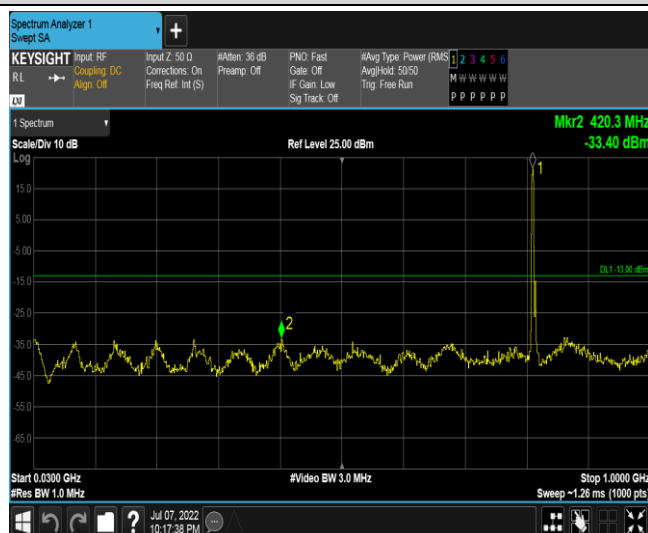 Spectrum Analyzer 1
Swept SA
+
KEYSIGHT
RL
LXI
Input: RF
Coupling: DC
Align: Off
Input Z: 50 Ω
Corrections: On
Freq Ref: Int (S)
#Atten: 36 dB
Preamp: Off
PNO: Fast
Gate: Off
IF Gain: Low
Sig Track: Off
#Avg Type: Power (RMS
Avg|Hold: 50/50
Trig: Free Run
1 2 3 4 5 6
M W W W W W
P P P P P P
1 Spectrum
Scale/Div 10 dB
Log
Ref Level 25.00 dBm
Mkr2 420.3 MHz
-33.40 dBm
1
15.0
5.00
-5.00
DL1 -13.00 dBm
-15.0
-25.0
2
-35.0
-45.0
-55.0
-65.0
Start 0.0300 GHz
#Res BW 1.0 MHz
#Video BW 3.0 MHz
Stop 1.0000 GHz
Sweep ~1.26 ms (1000 pts)
?
Jul 07, 2022
10:17:38 PM